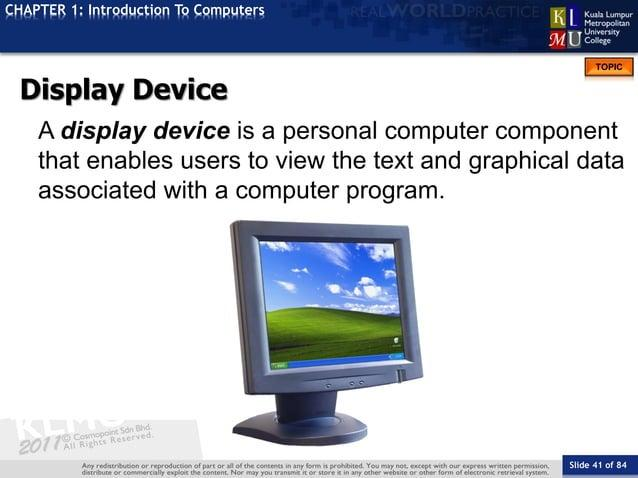 CHAPTER 1: Introduction To Computers
REALWORLDPRACTICE
KLMU
Kuala Lumpur
Metropolitan
University
College
TOPIC
Display Device
A display device is a personal computer component
that enables users to view the text and graphical data
associated with a computer program.
KLMU
2011© Cosmopoint Sdn Bhd.
All Rights Reserved.
Any redistribution or reproduction of part or all of the contents in any form is prohibited. You may not, except with our express written permission,
distribute or commercially exploit the content. Nor may you transmit it or store it in any other website or other form of electronic retrieval system.
Slide 41 of 84